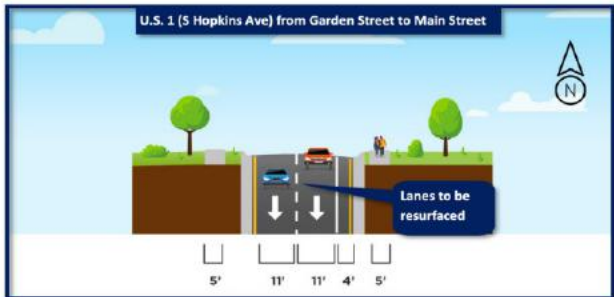 U.S. 1 (S Hopkins Ave) from Garden Street to Main Street
N
Lanes to be
resurfaced
5' 11' 11' 4' 5'